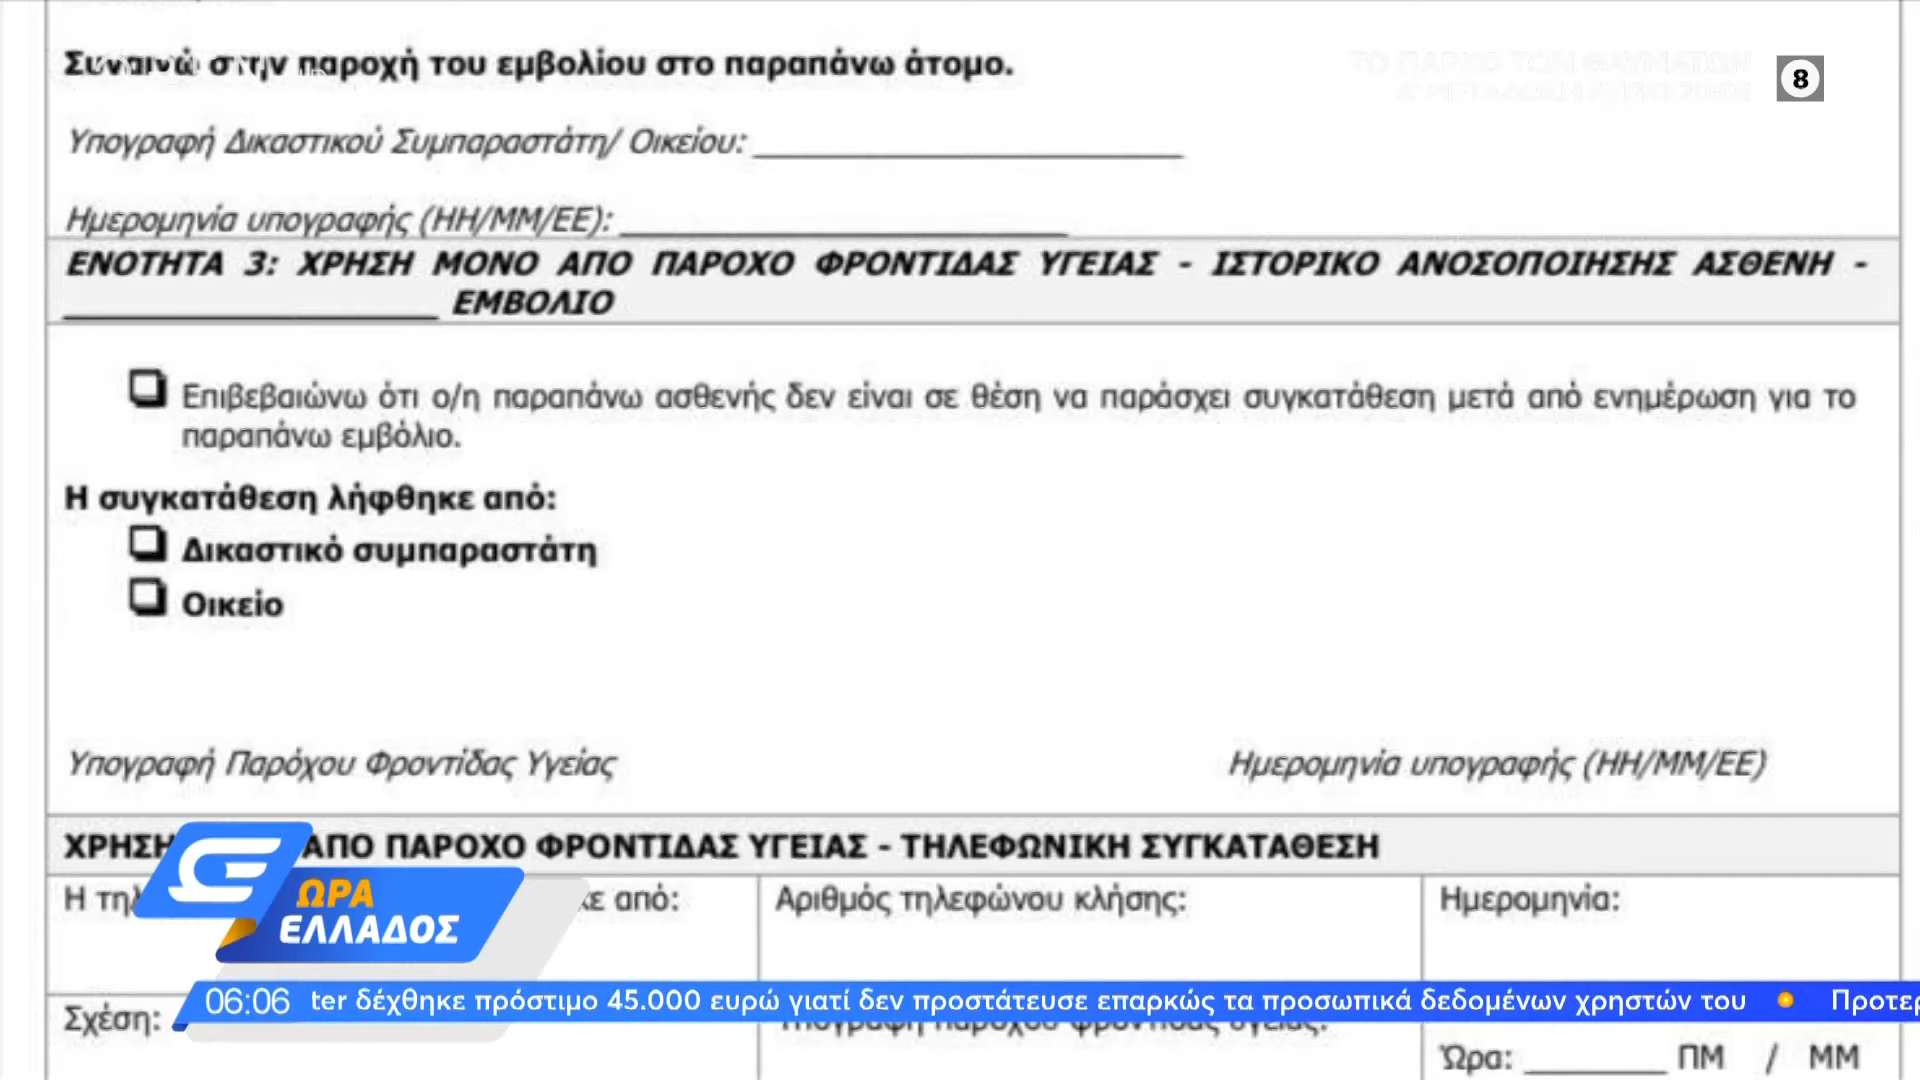 Συναινώ στην παροχή του εμβολίου στο παραπάνω άτομο.
8
Υπογραφή Δικαστικού Συμπαραστάτη/ Οικείου:
Ημερομηνία υπογραφής (ΗΗ/ΜΜ/ΕΕ):
ΕΝΟΤΗΤΑ 3: ΧΡΗΣΗ ΜΟΝΟ ΑΠΟ ΠΑΡΟΧΟ ΦΡΟΝΤΙΔΑΣ ΥΓΕΙΑΣ - ΙΣΤΟΡΙΚΟ ΑΝΟΣΟΠΟΙΗΣΗΣ ΑΣΘΕΝΗ -
ΕΜΒΟΛΙΟ
Επιβεβαιώνω ότι ο/η παραπάνω ασθενής δεν είναι σε θέση να παράσχει συγκατάθεση μετά από ενημέρωση για το
παραπάνω εμβόλιο.
Η συγκατάθεση λήφθηκε από:
Δικαστικό συμπαραστάτη
Οικείο
Υπογραφή Παρόχου Φροντίδας Υγείας
Ημερομηνία υπογραφής (ΗΗ/ΜΜ/ΕΕ)
ΧΡΗΣΗ ΑΠΟ ΠΑΡΟΧΟ ΦΡΟΝΤΙΔΑΣ ΥΓΕΙΑΣ - ΤΗΛΕΦΩΝΙΚΗ ΣΥΓΚΑΤΑΘΕΣΗ
Η τηλ κε από:
Αριθμός τηλεφώνου κλήσης:
Ημερομηνία:
ΩΡΑ
ΕΛΛΑΔΟΣ
06:06 ter δέχθηκε πρόστιμο 45.000 ευρώ γιατί δεν προστάτευσε επαρκώς τα προσωπικά δεδομένων χρηστών του Προτερ
Σχέση:
Ώρα: ΠΜ / ΜΜ